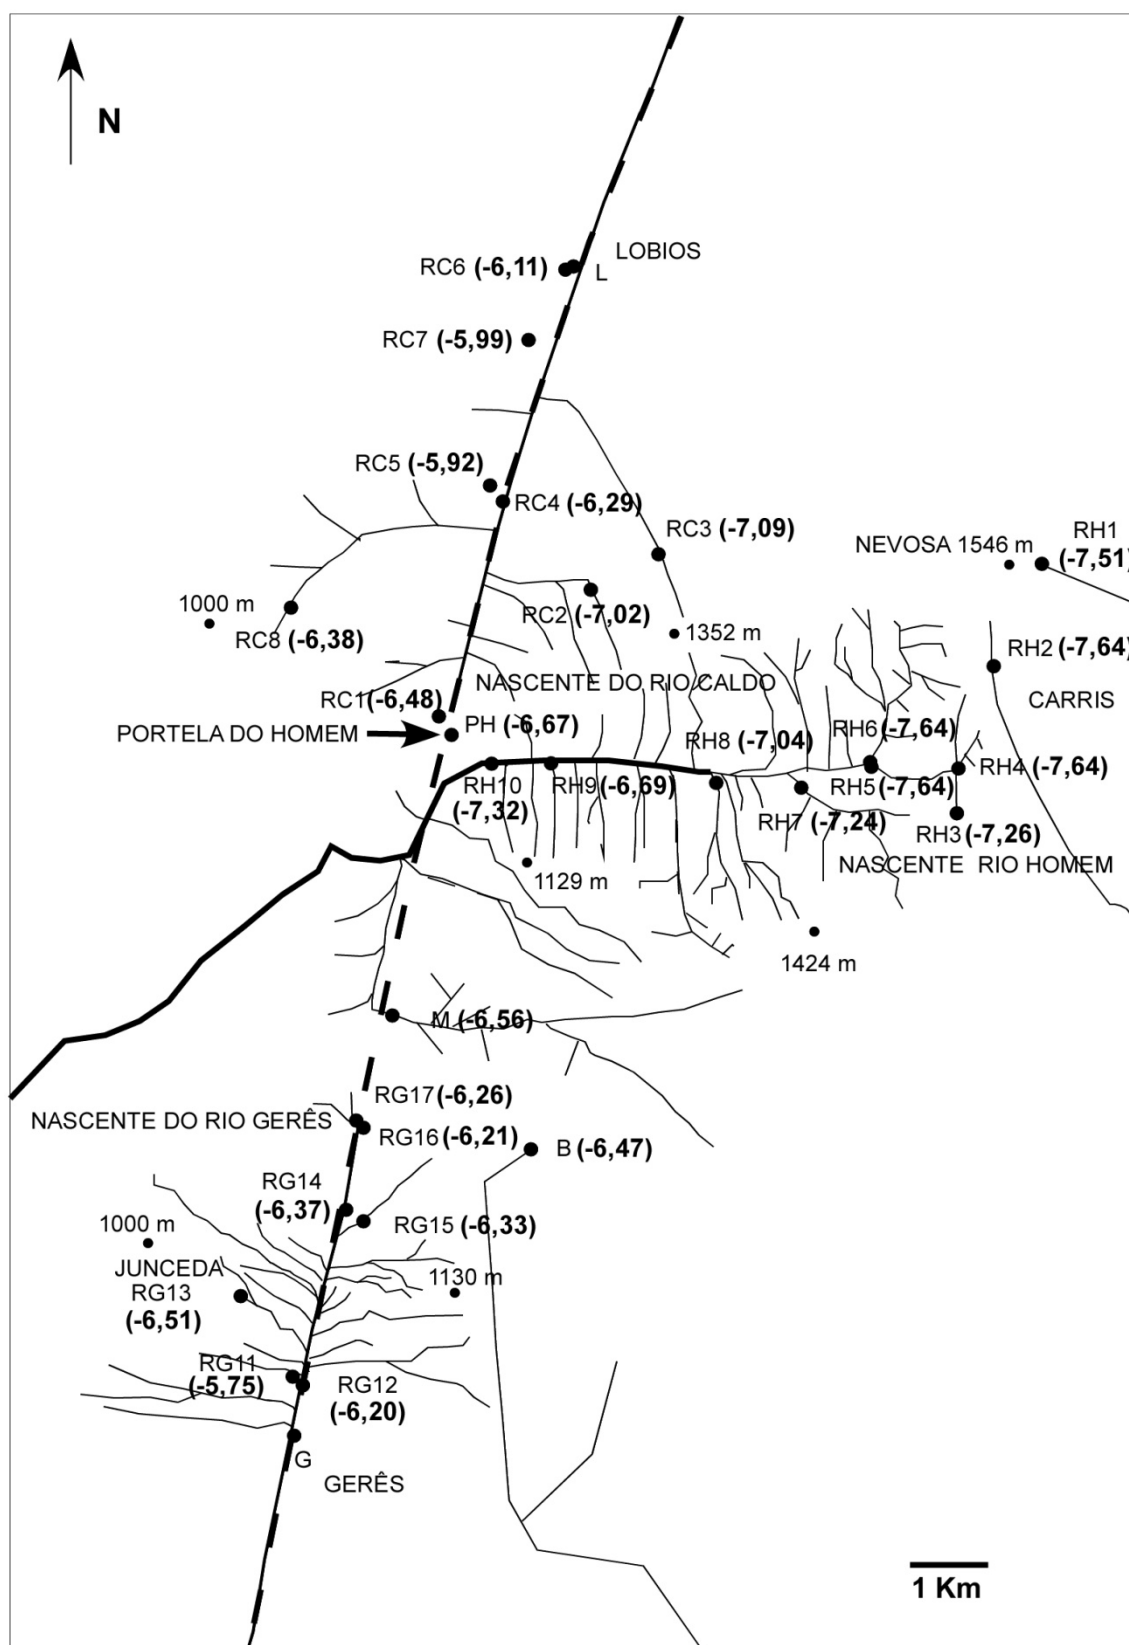 N
LOBIOS
RC6 (-6,11)
L
RC7 (-5,99)
RC5 (-5,92)
RC4 (-6,29)
RC3 (-7,09)
NEVOSA 1546 m
RH1
(-7,51)
1000 m
RC2 (-7,02)
RC8 (-6,38)
1352 m
RH2 (-7,64)
NASCENTE DO RIO CALDO
CARRIS
RC1(-6,48)
PORTELA DO HOMEM
PH (-6,67)
RH6 (-7,64)
RH8 (-7,04)
RH4 (-7,64)
RH10
(-7,32)
RH9 (-6,69)
RH5 (-7,64)
RH7 (-7,24)
RH3 (-7,26)
NASCENTE RIO HOMEM
1129 m
1424 m
M (-6,56)
RG17(-6,26)
NASCENTE DO RIO GERÊS
RG16 (-6,21)
B (-6,47)
RG14
(-6,37)
RG15 (-6,33)
1000 m
JUNCEDA
RG13
(-6,51)
1130 m
RG11
(-5,75)
RG12
(-6,20)
G
GERÊS
1 Km